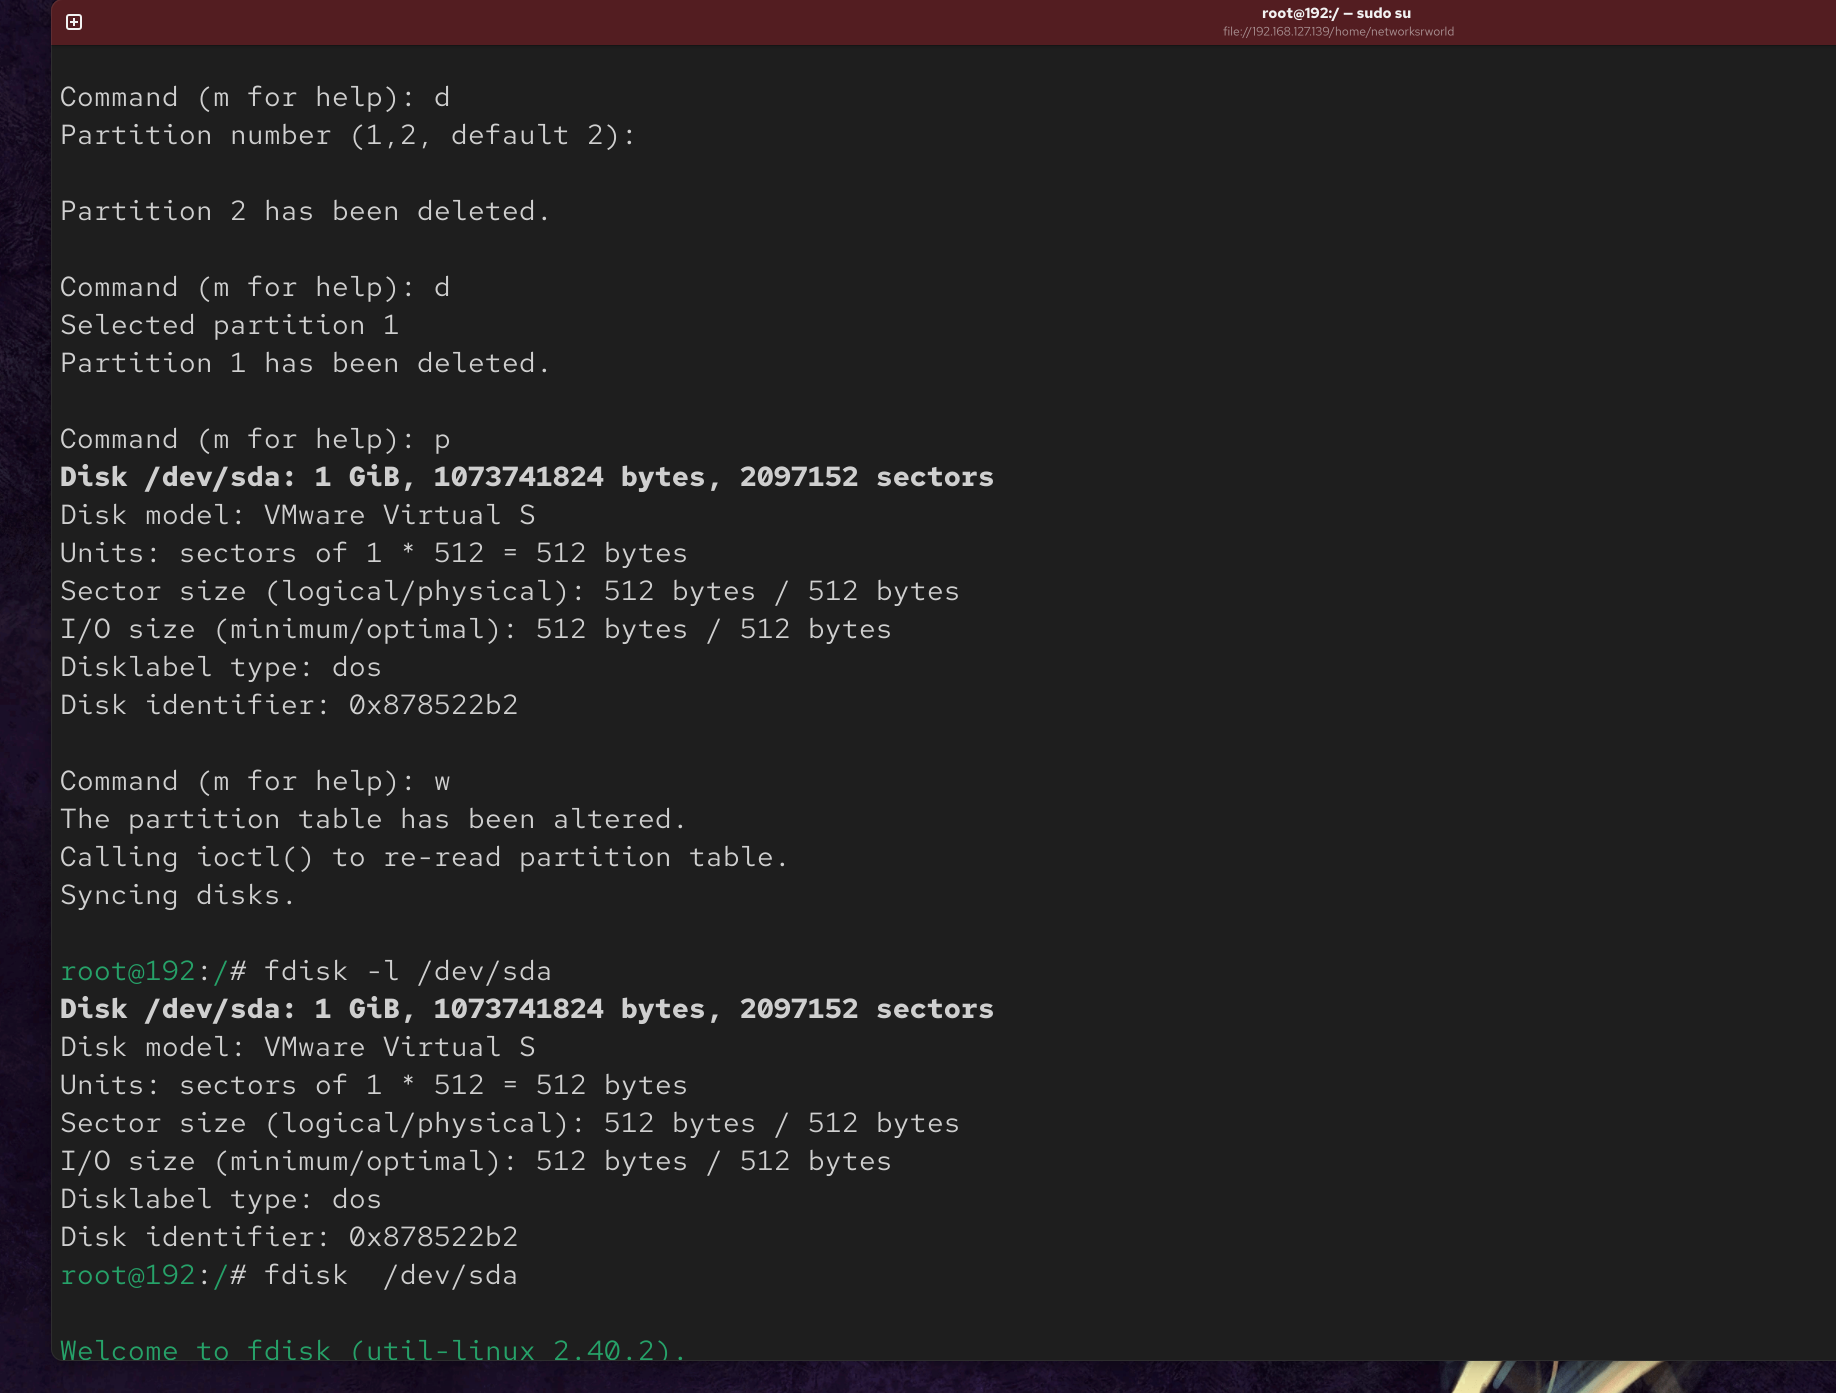 root@192:/ — sudo su
file://192.168.127.139/home/networksrworld
Command (m for help): d
Partition number (1,2, default 2):
Partition 2 has been deleted.
Command (m for help): d
Selected partition 1
Partition 1 has been deleted.
Command (m for help): p
Disk /dev/sda: 1 GiB, 1073741824 bytes, 2097152 sectors
Disk model: VMware Virtual S
Units: sectors of 1 * 512 = 512 bytes
Sector size (logical/physical): 512 bytes / 512 bytes
I/O size (minimum/optimal): 512 bytes / 512 bytes
Disklabel type: dos
Disk identifier: 0x878522b2
Command (m for help): w
The partition table has been altered.
Calling ioctl() to re-read partition table.
Syncing disks.
root@192:/# fdisk -l /dev/sda
Disk /dev/sda: 1 GiB, 1073741824 bytes, 2097152 sectors
Disk model: VMware Virtual S
Units: sectors of 1 * 512 = 512 bytes
Sector size (logical/physical): 512 bytes / 512 bytes
I/O size (minimum/optimal): 512 bytes / 512 bytes
Disklabel type: dos
Disk identifier: 0x878522b2
root@192:/# fdisk  /dev/sda
Welcome to fdisk (util-linux 2.40.2).